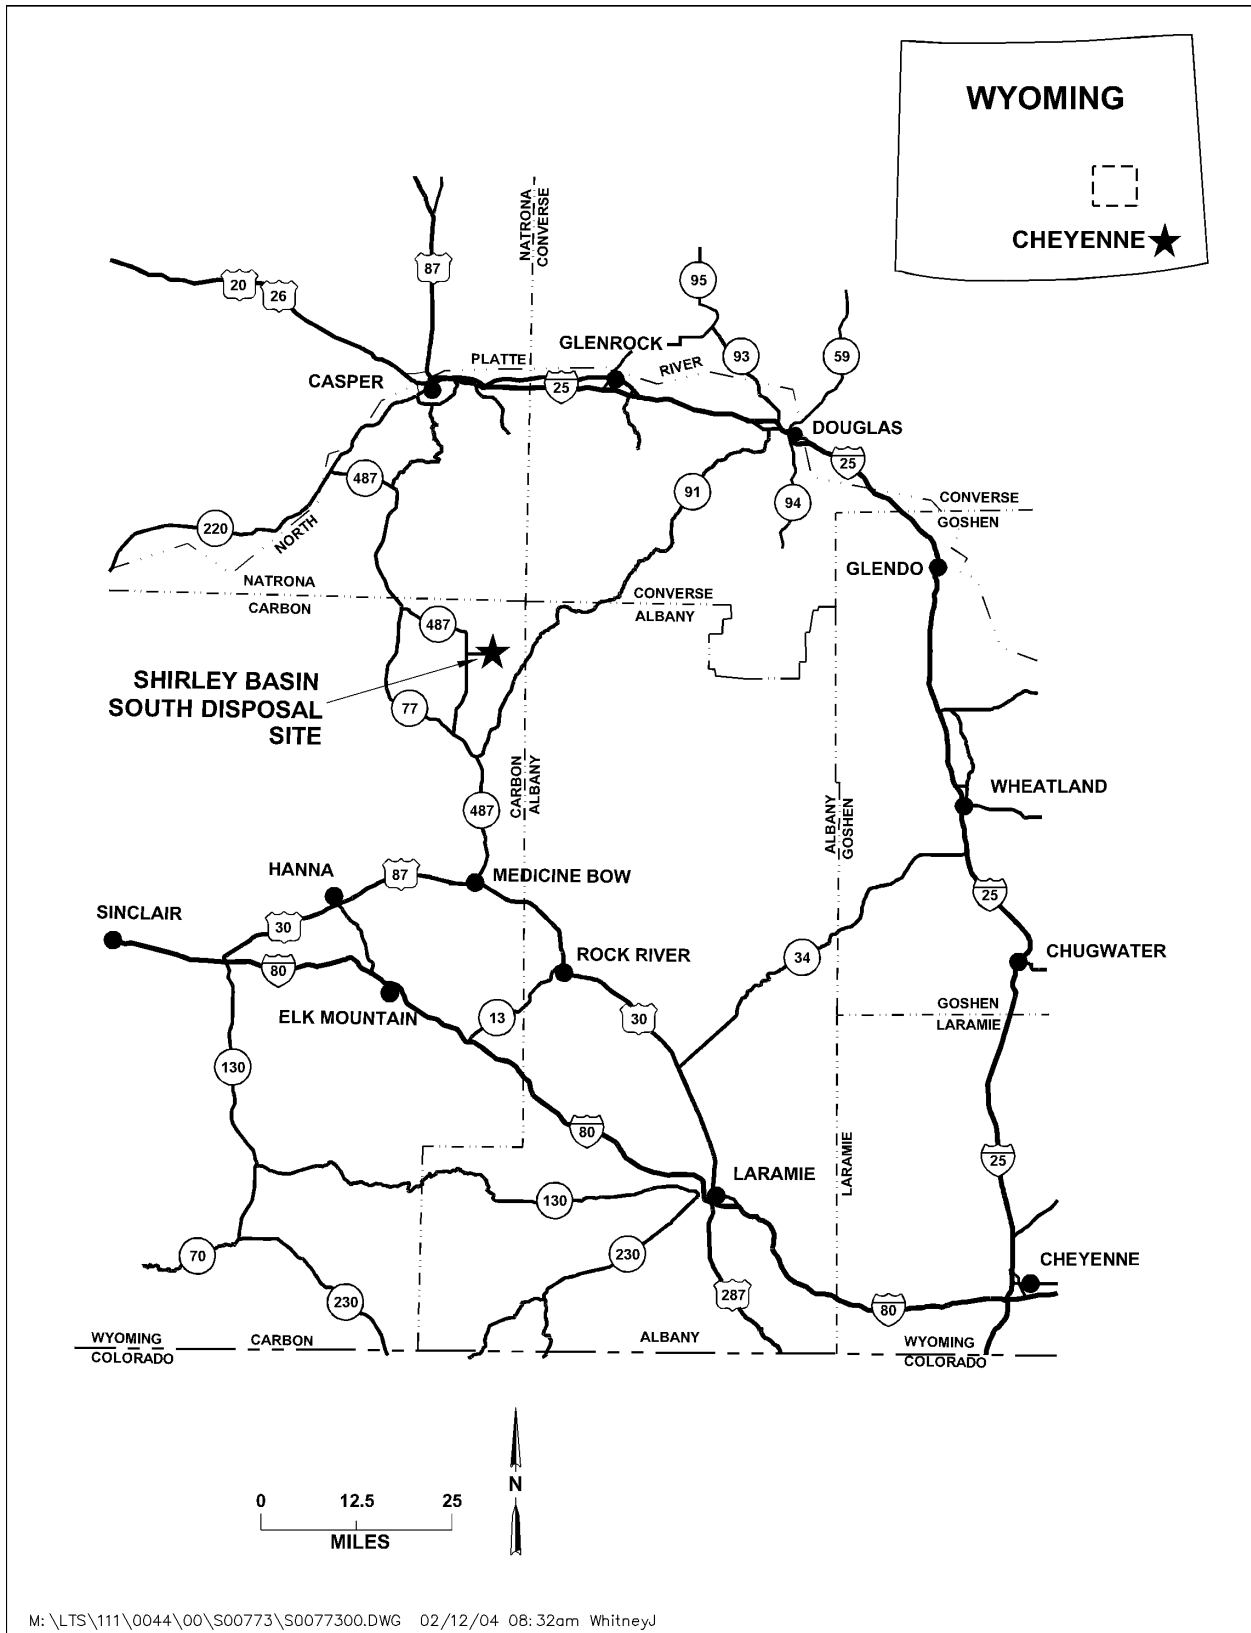 WYOMING
CHEYENNE
NATRONA
CONVERSE
87
20
26
95
GLENROCK
PLATTE
RIVER
93
59
CASPER
25
DOUGLAS
25
487
91
94
CONVERSE
GOSHEN
220
NORTH
GLENDO
NATRONA
CARBON
CONVERSE
ALBANY
487
SHIRLEY BASIN
SOUTH DISPOSAL
SITE
77
CARBON
ALBANY
WHEATLAND
487
ALBANY
GOSHEN
HANNA
87
MEDICINE BOW
25
SINCLAIR
30
80
ROCK RIVER
34
CHUGWATER
ELK MOUNTAIN
13
30
GOSHEN
LARAMIE
130
80
LARAMIE
25
LARAMIE
130
70
230
CHEYENNE
230
287
80
WYOMING
COLORADO
CARBON
ALBANY
WYOMING
COLORADO
N
0 12.5 25
MILES
M:\LTS\111\0044\00\S00773\S0077300.DWG 02/12/04 08:32am WhitneyJ